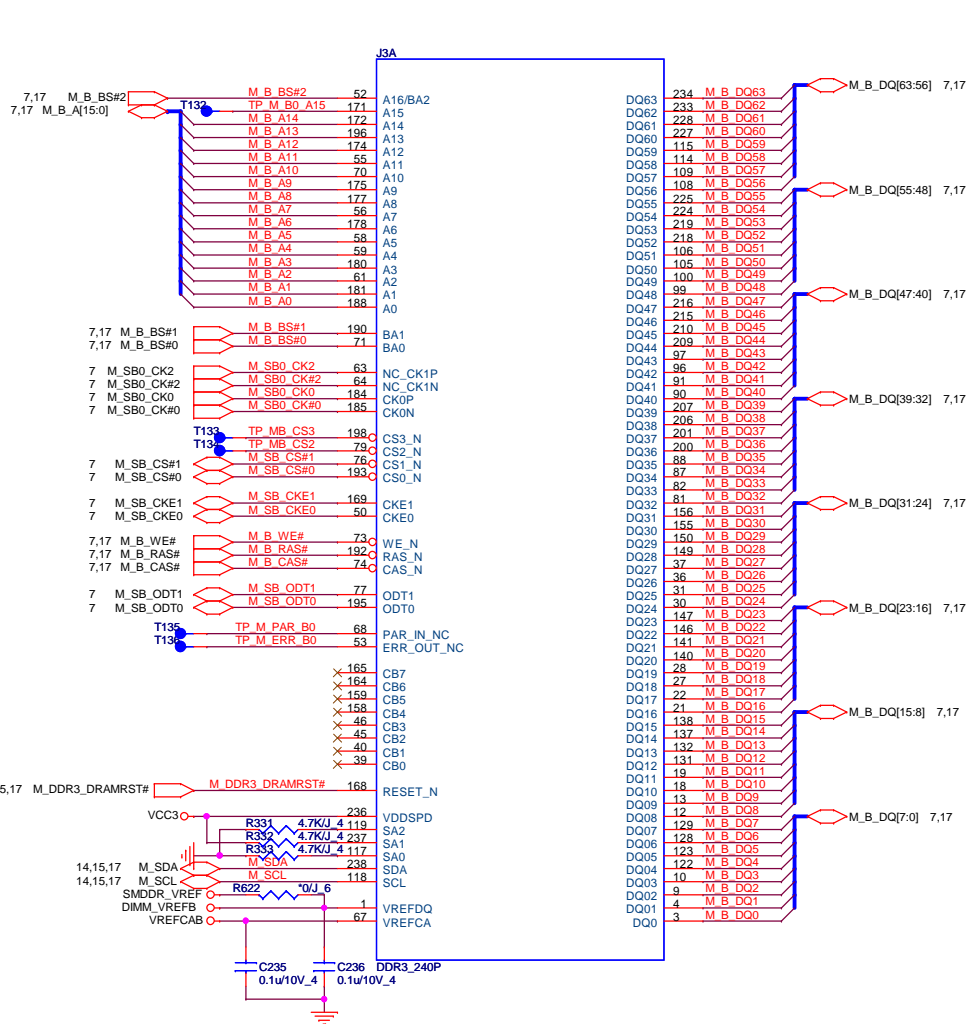 J3A
7,17 M_B_BS#2 M_B_BS#2 52 A16/BA2
7,17 M_B_A[15:0] T132 TP_M_B0_A15 171 A15
M_B_A14 172 A14
M_B_A13 196 A13
M_B_A12 174 A12
M_B_A11 55 A11
M_B_A10 70 A10
M_B_A9 175 A9
M_B_A8 177 A8
M_B_A7 56 A7
M_B_A6 178 A6
M_B_A5 58 A5
M_B_A4 59 A4
M_B_A3 180 A3
M_B_A2 61 A2
M_B_A1 181 A1
M_B_A0 188 A0
7,17 M_B_BS#1 M_B_BS#1 190 BA1
7,17 M_B_BS#0 M_B_BS#0 71 BA0
7 M_SB0_CK2 M_SB0_CK2 63 NC_CK1P
7 M_SB0_CK#2 M_SB0_CK#2 64 NC_CK1N
7 M_SB0_CK0 M_SB0_CK0 184 CK0P
7 M_SB0_CK#0 M_SB0_CK#0 185 CK0N
T133 TP_MB_CS3 198 CS3_N
T134 TP_MB_CS2 79 CS2_N
7 M_SB_CS#1 M_SB_CS#1 76 CS1_N
7 M_SB_CS#0 M_SB_CS#0 193 CS0_N
7 M_SB_CKE1 M_SB_CKE1 169 CKE1
7 M_SB_CKE0 M_SB_CKE0 50 CKE0
7,17 M_B_WE# M_B_WE# 73 WE_N
7,17 M_B_RAS# M_B_RAS# 192 RAS_N
7,17 M_B_CAS# M_B_CAS# 74 CAS_N
7 M_SB_ODT1 M_SB_ODT1 77 ODT1
7 M_SB_ODT0 M_SB_ODT0 195 ODT0
T135 TP_M_PAR_B0 68 PAR_IN_NC
T136 TP_M_ERR_B0 53 ERR_OUT_NC
165 CB7
164 CB6
159 CB5
158 CB4
46 CB3
45 CB2
40 CB1
39 CB0
5,17 M_DDR3_DRAMRST# M_DDR3_DRAMRST# 168 RESET_N
VCC3 236 VDDSPD
R331 4.7K/J_4 119 SA2
R332 4.7K/J_4 237 SA1
R333 4.7K/J_4 117 SA0
14,15,17 M_SDA M_SDA 238 SDA
14,15,17 M_SCL M_SCL 118 SCL
SMDDR_VREF R622 *0/J_6
DIMM_VREFB 1 VREFDQ
VREFCAB 67 VREFCA
C235 0.1u/10V_4
C236 0.1u/10V_4
DDR3_240P
DQ63 234 M_B_DQ63 M_B_DQ[63:56] 7,17
DQ62 233 M_B_DQ62
DQ61 228 M_B_DQ61
DQ60 227 M_B_DQ60
DQ59 115 M_B_DQ59
DQ58 114 M_B_DQ58
DQ57 109 M_B_DQ57
DQ56 108 M_B_DQ56
DQ55 225 M_B_DQ55 M_B_DQ[55:48] 7,17
DQ54 224 M_B_DQ54
DQ53 219 M_B_DQ53
DQ52 218 M_B_DQ52
DQ51 106 M_B_DQ51
DQ50 105 M_B_DQ50
DQ49 100 M_B_DQ49
DQ48 99 M_B_DQ48
DQ47 216 M_B_DQ47 M_B_DQ[47:40] 7,17
DQ46 215 M_B_DQ46
DQ45 210 M_B_DQ45
DQ44 209 M_B_DQ44
DQ43 97 M_B_DQ43
DQ42 96 M_B_DQ42
DQ41 91 M_B_DQ41
DQ40 90 M_B_DQ40
DQ39 207 M_B_DQ39 M_B_DQ[39:32] 7,17
DQ38 206 M_B_DQ38
DQ37 201 M_B_DQ37
DQ36 200 M_B_DQ36
DQ35 88 M_B_DQ35
DQ34 87 M_B_DQ34
DQ33 82 M_B_DQ33
DQ32 81 M_B_DQ32
DQ31 156 M_B_DQ31 M_B_DQ[31:24] 7,17
DQ30 155 M_B_DQ30
DQ29 150 M_B_DQ29
DQ28 149 M_B_DQ28
DQ27 37 M_B_DQ27
DQ26 36 M_B_DQ26
DQ25 31 M_B_DQ25
DQ24 30 M_B_DQ24
DQ23 147 M_B_DQ23 M_B_DQ[23:16] 7,17
DQ22 146 M_B_DQ22
DQ21 141 M_B_DQ21
DQ20 140 M_B_DQ20
DQ19 28 M_B_DQ19
DQ18 27 M_B_DQ18
DQ17 22 M_B_DQ17
DQ16 21 M_B_DQ16
DQ15 138 M_B_DQ15 M_B_DQ[15:8] 7,17
DQ14 137 M_B_DQ14
DQ13 132 M_B_DQ13
DQ12 131 M_B_DQ12
DQ11 19 M_B_DQ11
DQ10 18 M_B_DQ10
DQ09 13 M_B_DQ9
DQ08 12 M_B_DQ8
DQ07 129 M_B_DQ7 M_B_DQ[7:0] 7,17
DQ06 128 M_B_DQ6
DQ05 123 M_B_DQ5
DQ04 122 M_B_DQ4
DQ03 10 M_B_DQ3
DQ02 9 M_B_DQ2
DQ01 4 M_B_DQ1
DQ0 3 M_B_DQ0